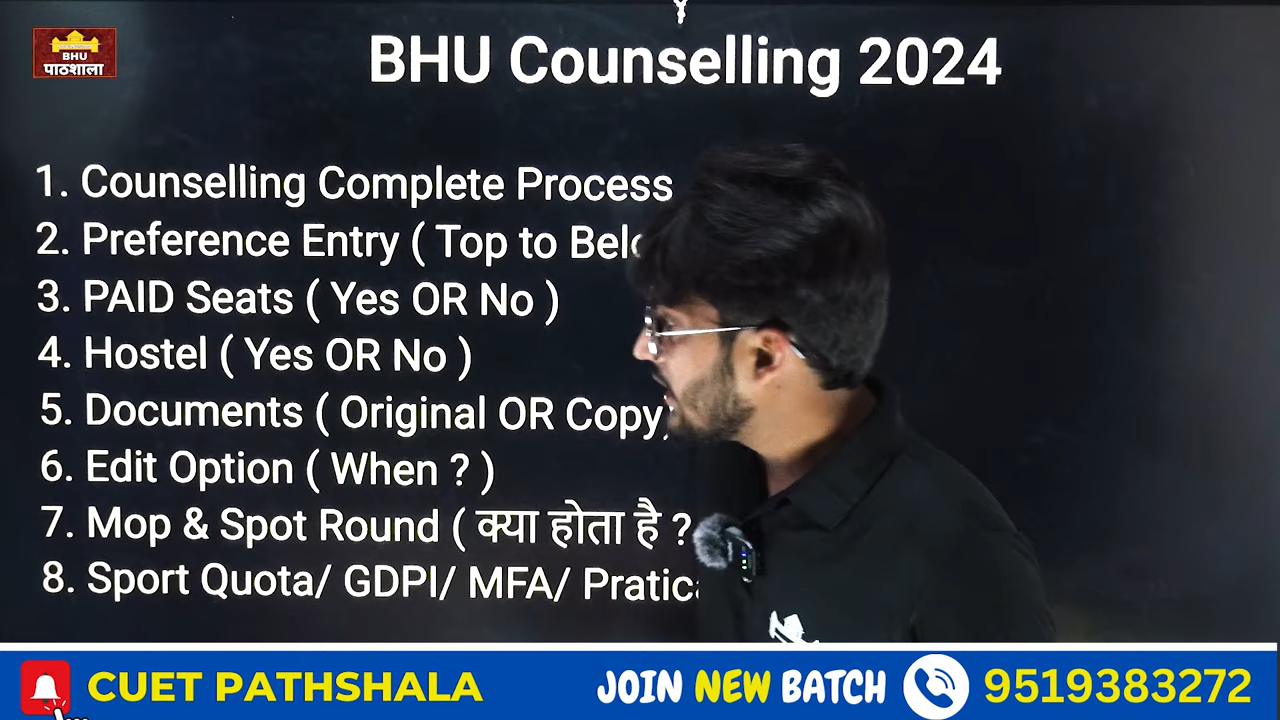 BHU
पाठशाला
BHU Counselling 2024
1. Counselling Complete Process
2. Preference Entry ( Top to
3. PAID Seats ( Yes OR No )
4. Hostel ( Yes OR No )
5. Documents ( Original OR Copy)
6. Edit Option ( When ? )
7. Mop & Spot Round ( क्या होता है ?
8. Sport Quota/ GDPI/ MFA/
CUET PATHSHALA
JOIN NEW BATCH
9519383272